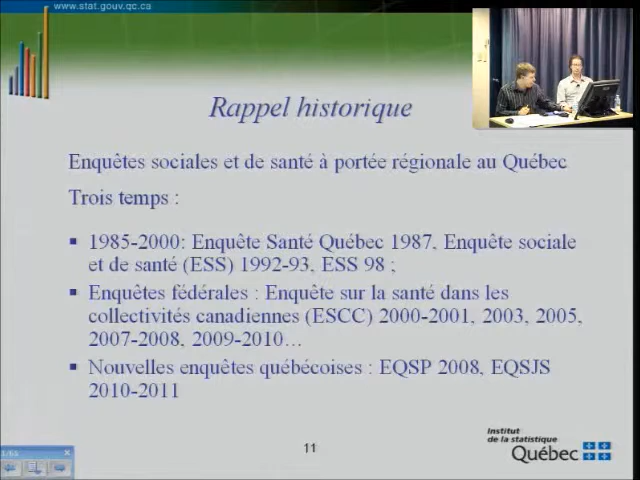 www.stat.gouv.qc.ca
Rappel historique
Enquêtes sociales et de santé à portée régionale au Québec
Trois temps :
▪ 1985-2000: Enquête Santé Québec 1987, Enquête sociale
et de santé (ESS) 1992-93, ESS 98 ;
▪ Enquêtes fédérales : Enquête sur la santé dans les
collectivités canadiennes (ESCC) 2000-2001, 2003, 2005,
2007-2008, 2009-2010…
▪ Nouvelles enquêtes québécoises : EQSP 2008, EQSJS
2010-2011
11
Institut
de la statistique
Québec